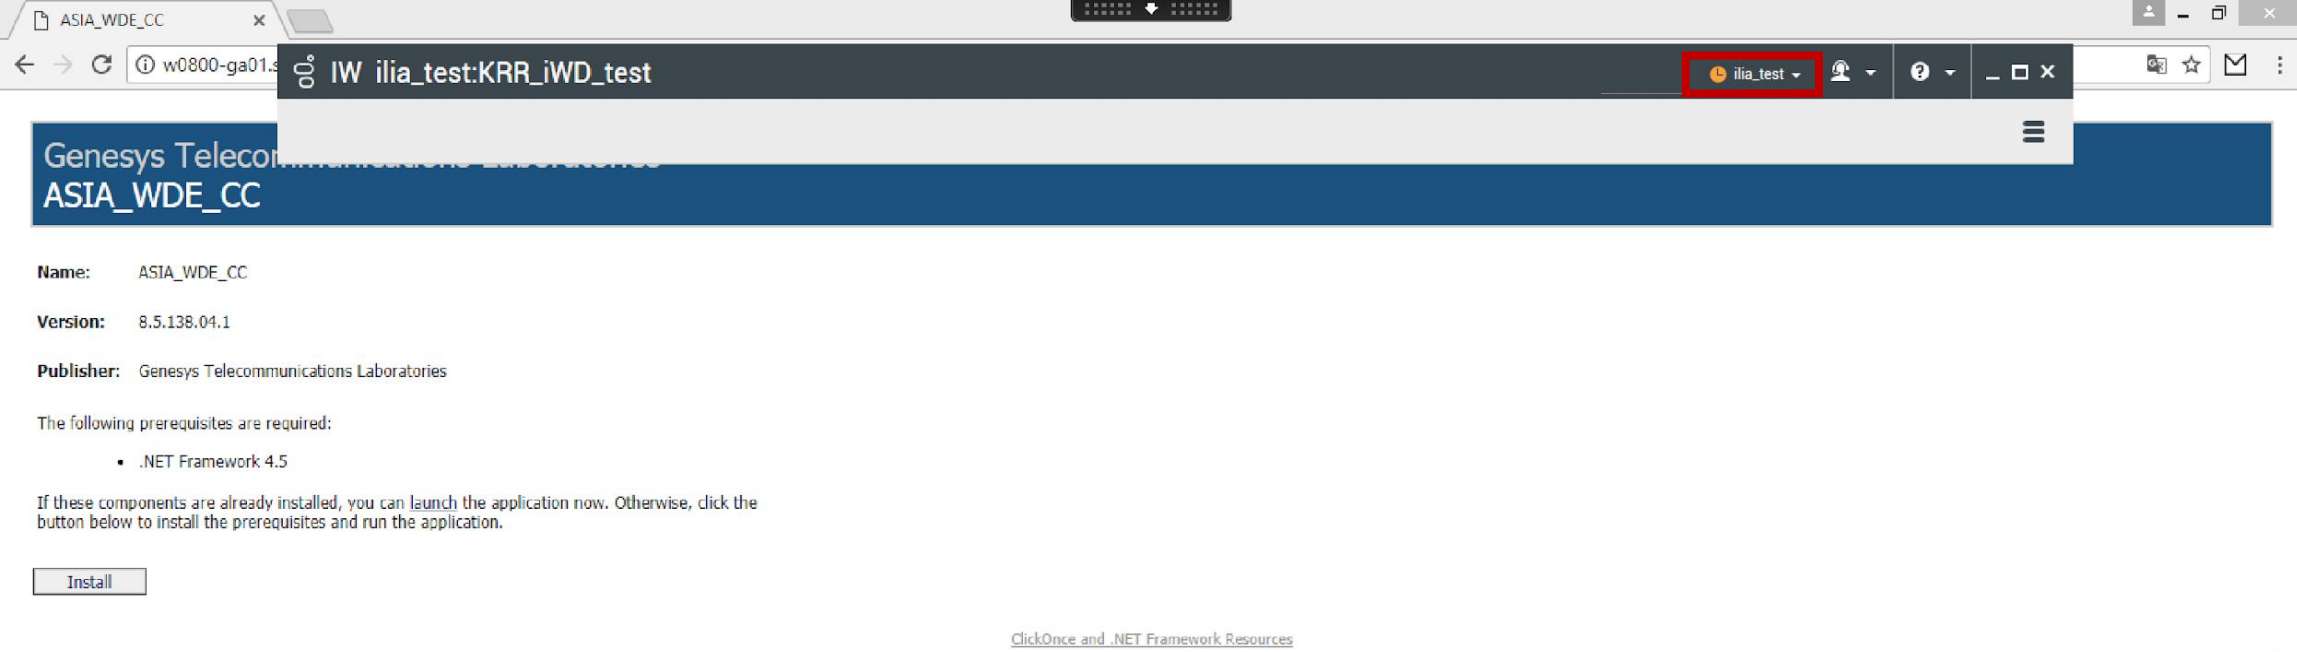 ASIA_WDE_CC
w0800-ga01.s
IW ilia_test:KRR_iWD_test
ilia_test
Genesys Telecommunications Laboratories
ASIA_WDE_CC
Name: ASIA_WDE_CC
Version: 8.5.138.04.1
Publisher: Genesys Telecommunications Laboratories
The following prerequisites are required:
• .NET Framework 4.5
If these components are already installed, you can launch the application now. Otherwise, click the
button below to install the prerequisites and run the application.
Install
ClickOnce and .NET Framework Resources